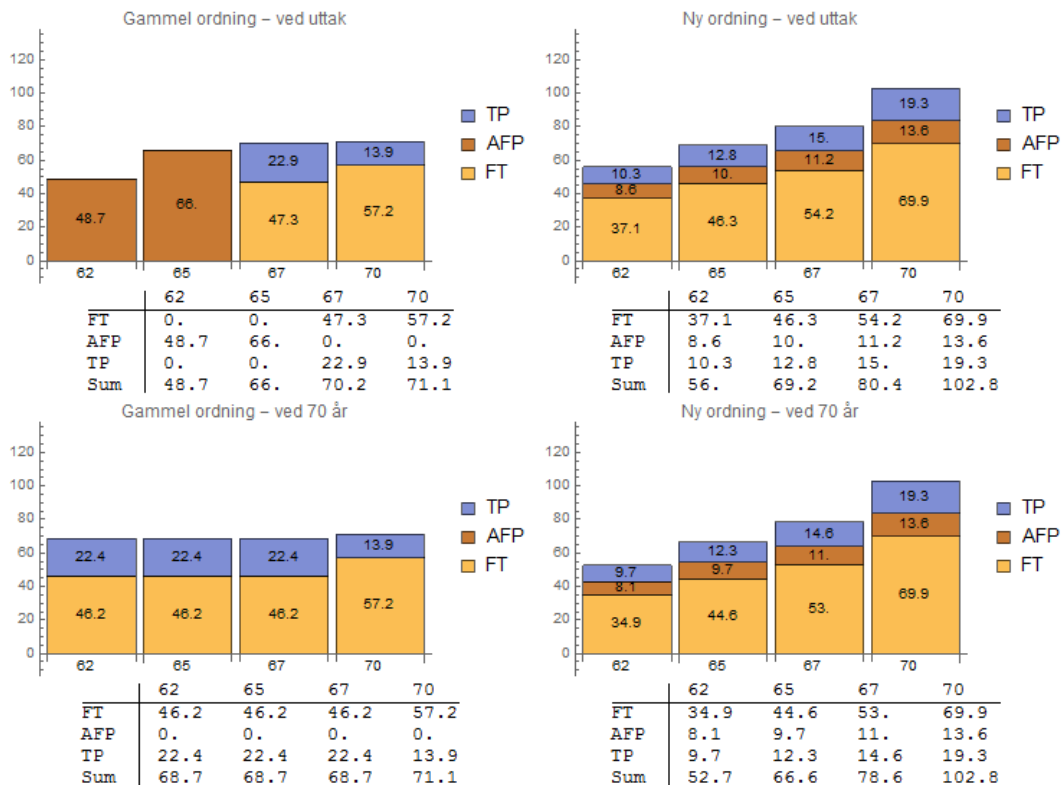 Gammel ordning – ved uttak
120
100
80
60
40
20
0
48.7
66.
22.9
47.3
13.9
57.2
62 65 67 70
TP
AFP
FT
62 65 67 70
FT 0. 0. 47.3 57.2
AFP 48.7 66. 0. 0.
TP 0. 0. 22.9 13.9
Sum 48.7 66. 70.2 71.1
Ny ordning – ved uttak
120
100
80
60
40
20
0
10.3
8.6
37.1
12.8
10.
46.3
15.
11.2
54.2
19.3
13.6
69.9
62 65 67 70
TP
AFP
FT
62 65 67 70
FT 37.1 46.3 54.2 69.9
AFP 8.6 10. 11.2 13.6
TP 10.3 12.8 15. 19.3
Sum 56. 69.2 80.4 102.8
Gammel ordning – ved 70 år
120
100
80
60
40
20
0
22.4
46.2
22.4
46.2
22.4
46.2
13.9
57.2
62 65 67 70
TP
AFP
FT
62 65 67 70
FT 46.2 46.2 46.2 57.2
AFP 0. 0. 0. 0.
TP 22.4 22.4 22.4 13.9
Sum 68.7 68.7 68.7 71.1
Ny ordning – ved 70 år
120
100
80
60
40
20
0
9.7
8.1
34.9
12.3
9.7
44.6
14.6
11.
53.
19.3
13.6
69.9
62 65 67 70
TP
AFP
FT
62 65 67 70
FT 34.9 44.6 53. 69.9
AFP 8.1 9.7 11. 13.6
TP 9.7 12.3 14.6 19.3
Sum 52.7 66.6 78.6 102.8